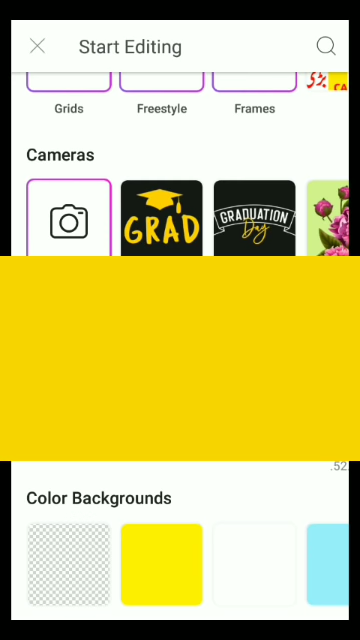 Start Editing
Grids
Freestyle
Frames
Cameras
GRAD
GRADUATION
Day
Color Backgrounds